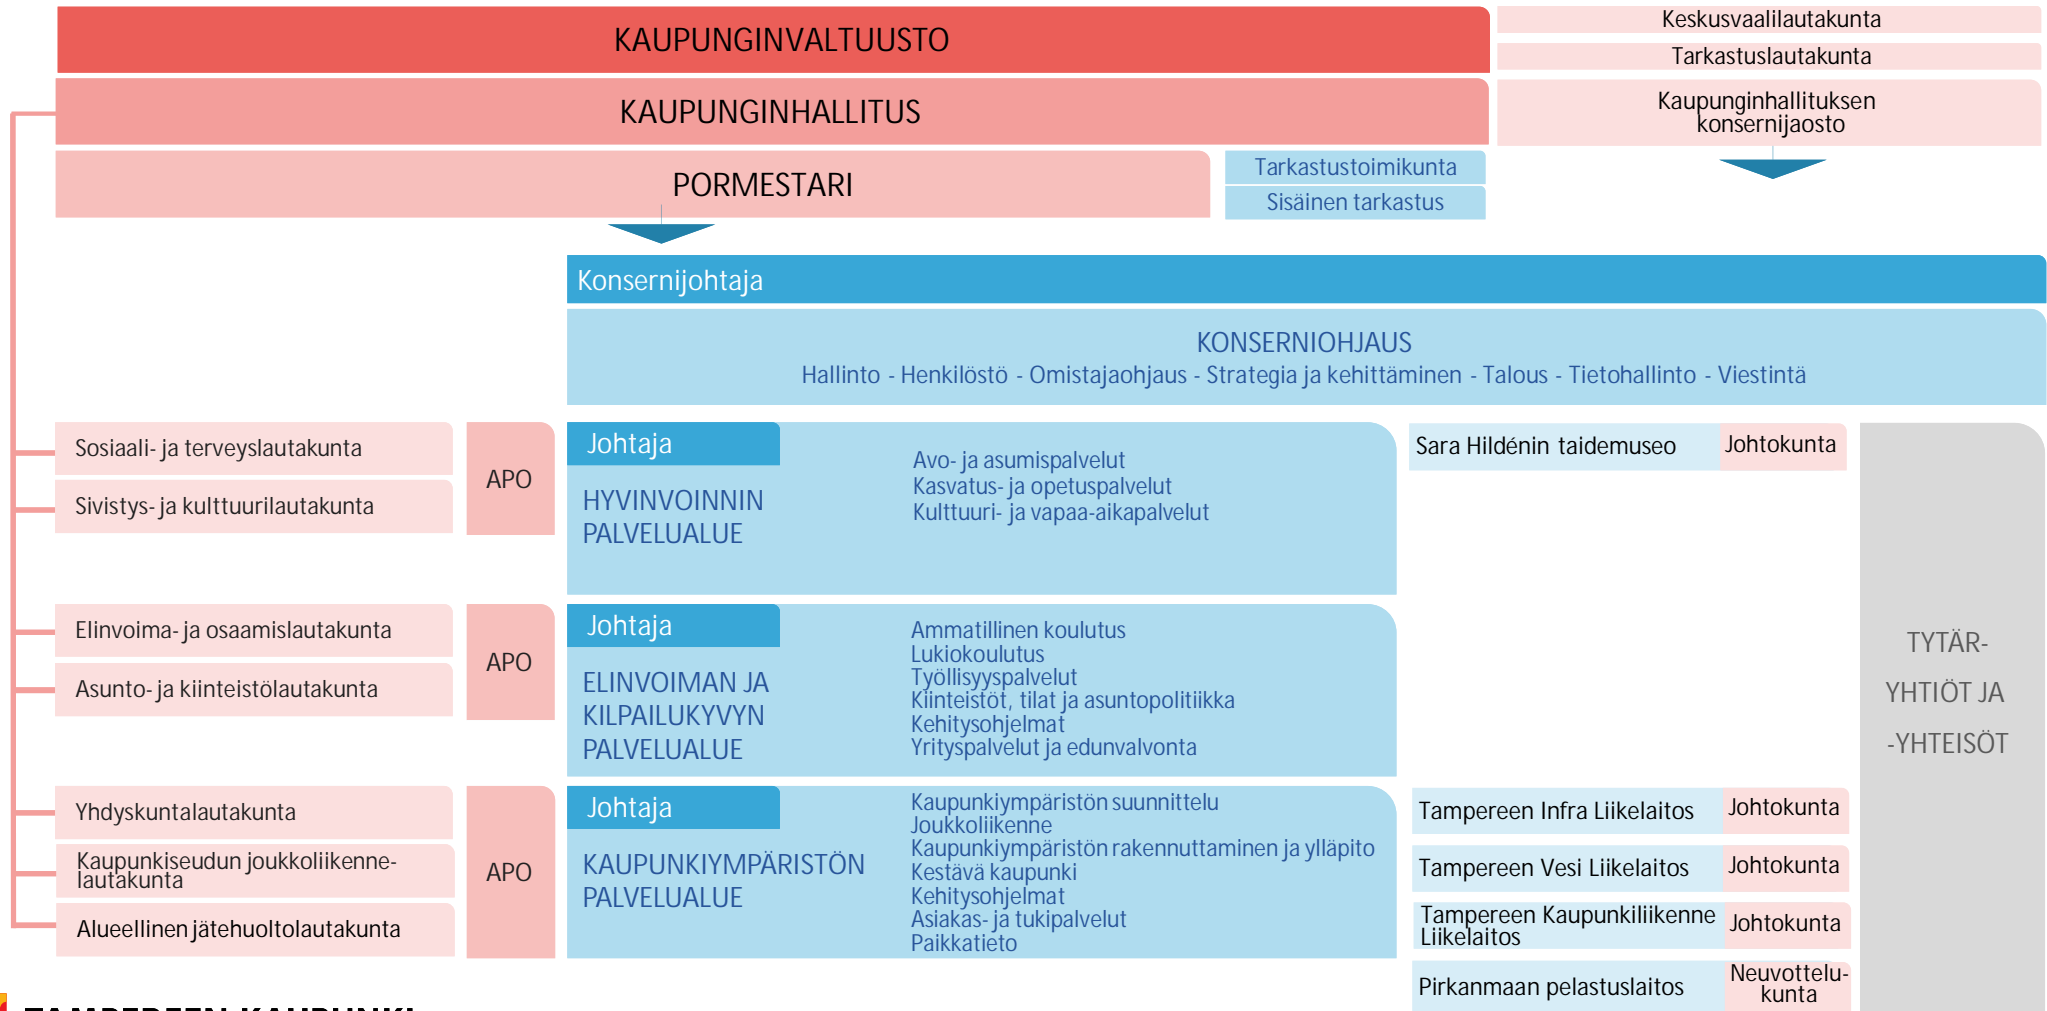 KAUPUNGINVALTUUSTO
Keskusvaalilautakunta
Tarkastuslautakunta
KAUPUNGINHALLITUS
Kaupunginhallituksen
konsernijaosto
PORMESTARI
Tarkastustoimikunta
Sisäinen tarkastus
Konsernijohtaja
KONSERNIOHJAUS
Hallinto - Henkilöstö - Omistajaohjaus - Strategia ja kehittäminen - Talous - Tietohallinto - Viestintä
Sosiaali- ja terveyslautakunta
Sivistys- ja kulttuurilautakunta
APO
Johtaja
HYVINVOINNIN
PALVELUALUE
Avo- ja asumispalvelut
Kasvatus- ja opetuspalvelut
Kulttuuri- ja vapaa-aikapalvelut
Sara Hildénin taidemuseo
Johtokunta
Elinvoima- ja osaamislautakunta
Asunto- ja kiinteistölautakunta
APO
Johtaja
ELINVOIMAN JA
KILPAILUKYVYN
PALVELUALUE
Ammatillinen koulutus
Lukiokoulutus
Työllisyyspalvelut
Kiinteistöt, tilat ja asuntopolitiikka
Kehitysohjelmat
Yrityspalvelut ja edunvalvonta
TYTÄR-
YHTIÖT JA
-YHTEISÖT
Yhdyskuntalautakunta
Kaupunkiseudun joukkoliikenne-
lautakunta
Alueellinen jätehuoltolautakunta
APO
Johtaja
KAUPUNKIYMPÄRISTÖN
PALVELUALUE
Kaupunkiympäristön suunnittelu
Joukkoliikenne
Kaupunkiympäristön rakennuttaminen ja ylläpito
Kestävä kaupunki
Kehitysohjelmat
Asiakas- ja tukipalvelut
Paikkatieto
Tampereen Infra Liikelaitos
Johtokunta
Tampereen Vesi Liikelaitos
Johtokunta
Tampereen Kaupunkiliikenne
Liikelaitos
Johtokunta
Pirkanmaan pelastuslaitos
Neuvottelu-
kunta
TAMPEREEN KAUPUNKI